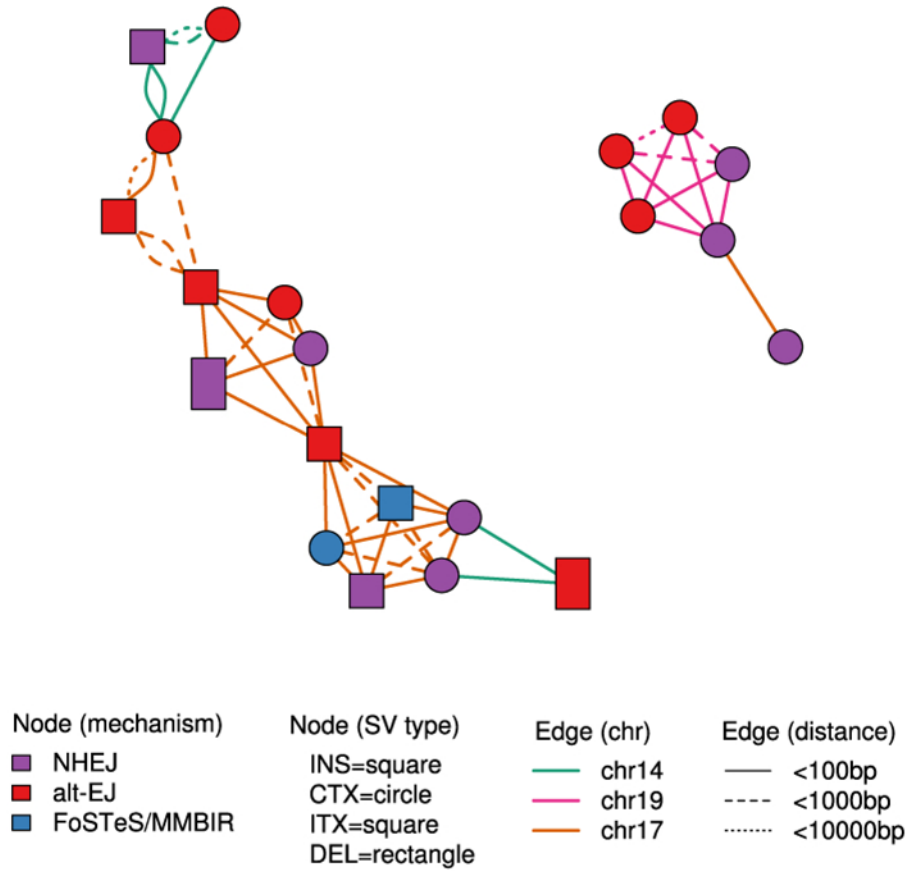 Node (mechanism)
NHEJ
alt-EJ
FoSTeS/MMBIR
Node (SV type)
INS=square
CTX=circle
ITX=square
DEL=rectangle
Edge (chr)
chr14
chr19
chr17
Edge (distance)
<100bp
<1000bp
<10000bp